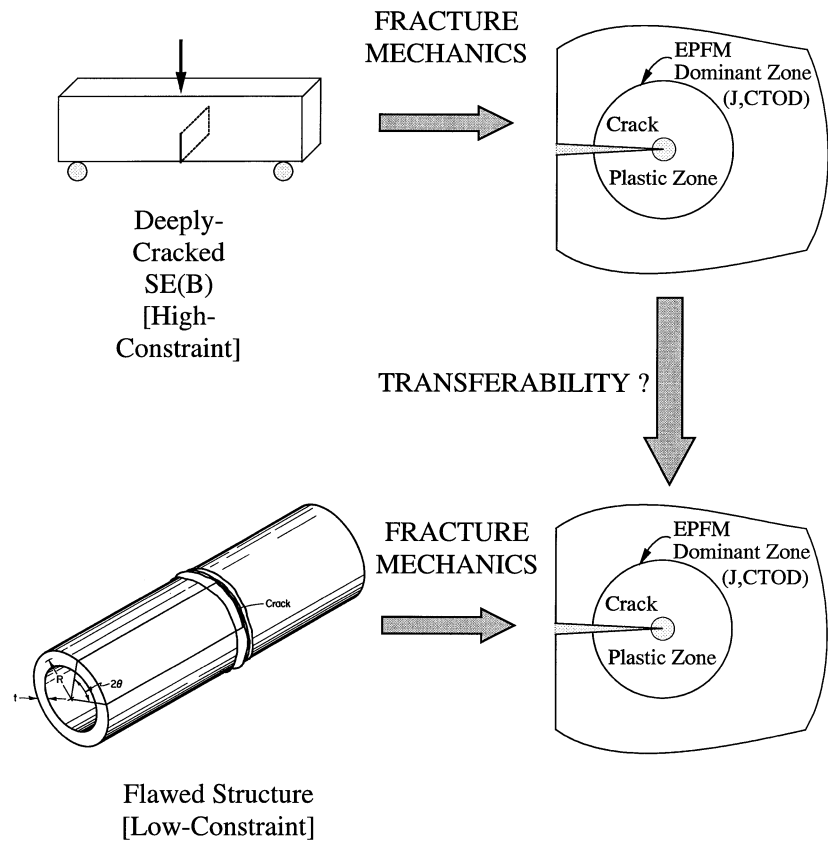 FRACTURE
MECHANICS
EPFM
Dominant Zone
(J,CTOD)
Crack
Plastic Zone
Deeply-
Cracked
SE(B)
[High-
Constraint]
TRANSFERABILITY ?
FRACTURE
MECHANICS
EPFM
Dominant Zone
(J,CTOD)
Crack
Plastic Zone
Crack
R
2θ
t
Flawed Structure
[Low-Constraint]